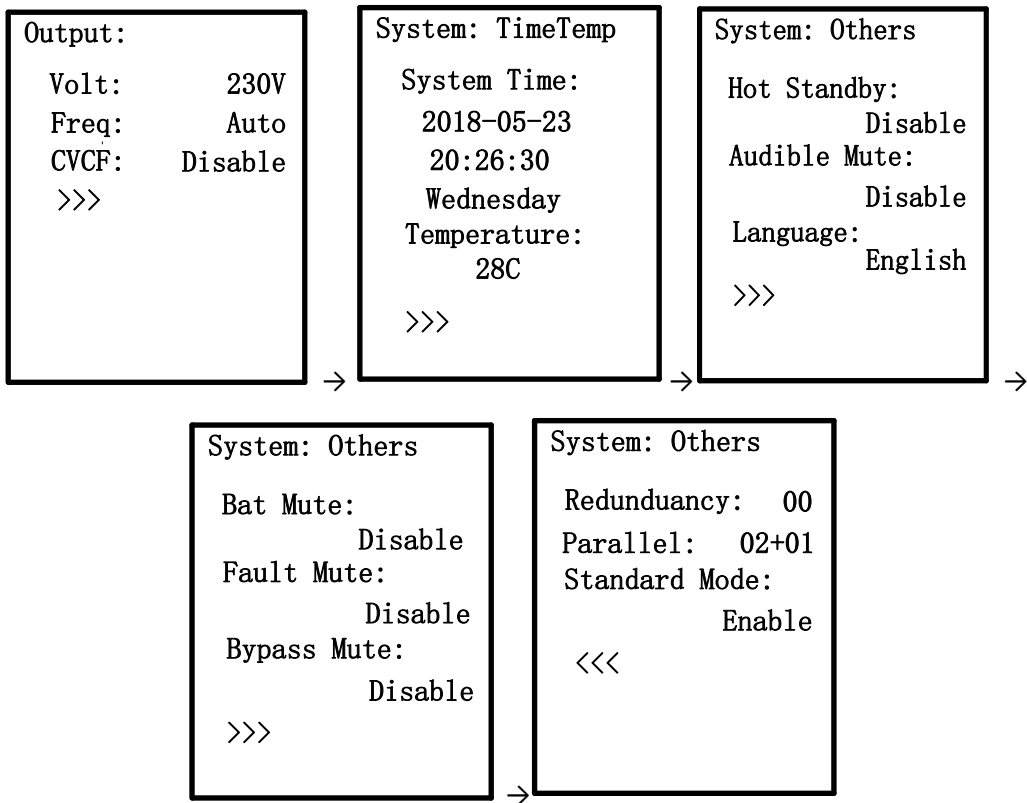 Output:
Volt: 230V
Freq: Auto
CVCF: Disable
>>>
→
System: TimeTemp
System Time:
2018-05-23
20:26:30
Wednesday
Temperature:
28C
>>>
→
System: Others
Hot Standby:
Disable
Audible Mute:
Disable
Language:
English
>>>
→
System: Others
Bat Mute:
Disable
Fault Mute:
Disable
Bypass Mute:
Disable
>>>
→
System: Others
Redunduancy: 00
Parallel: 02+01
Standard Mode:
Enable
<<<